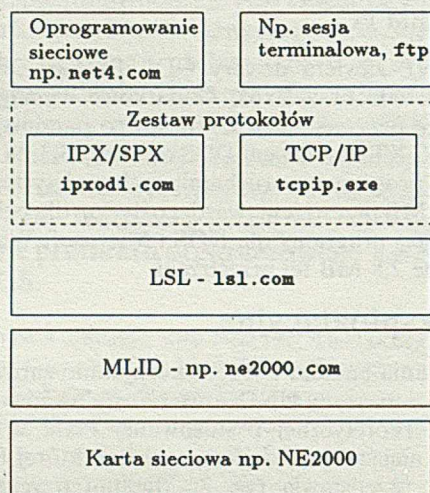 Oprogramowanie
sieciowe
np. net4.com
Np. sesja
terminalowa, ftp
Zestaw protokołów
IPX/SPX
ipxodi.com
TCP/IP
tcpip.exe
LSL - lsl.com
MLID - np. ne2000.com
Karta sieciowa np. NE2000